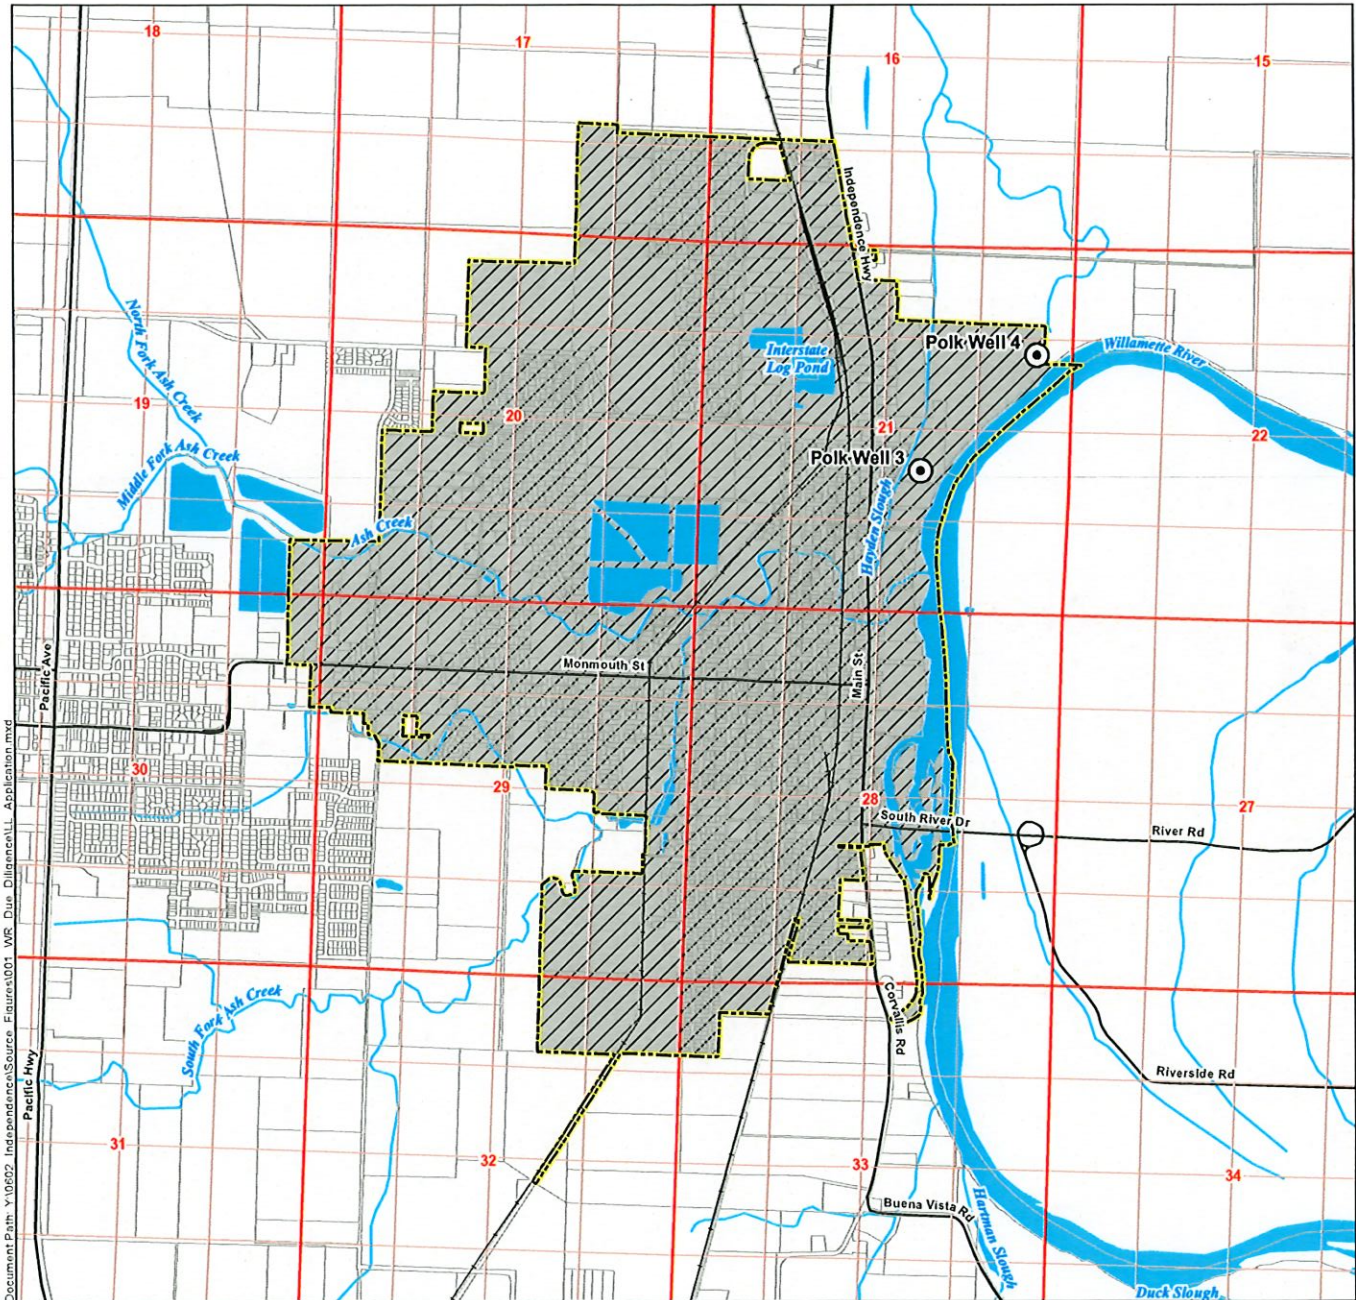 18
17
16
15
Independence Hwy
North Fork Ash Creek
Interstate
Log Pond
Polk Well 4
Willamette River
19
20
21
22
Middle Fork Ash Creek
Polk Well 3
Ash Creek
Hayden Slough
Pacific Ave
Monmouth St
Main St
30
29
28
27
South River Dr
River Rd
South Fork Ash Creek
Corvallis Rd
Pacific Hwy
Riverside Rd
31
32
33
34
Buena Vista Rd
Hartman Slough
Duck Slough
Document Path: Y:\0602_Independence\Source_Figures\001_WR_Due_Diligence\LL_Application.mxd